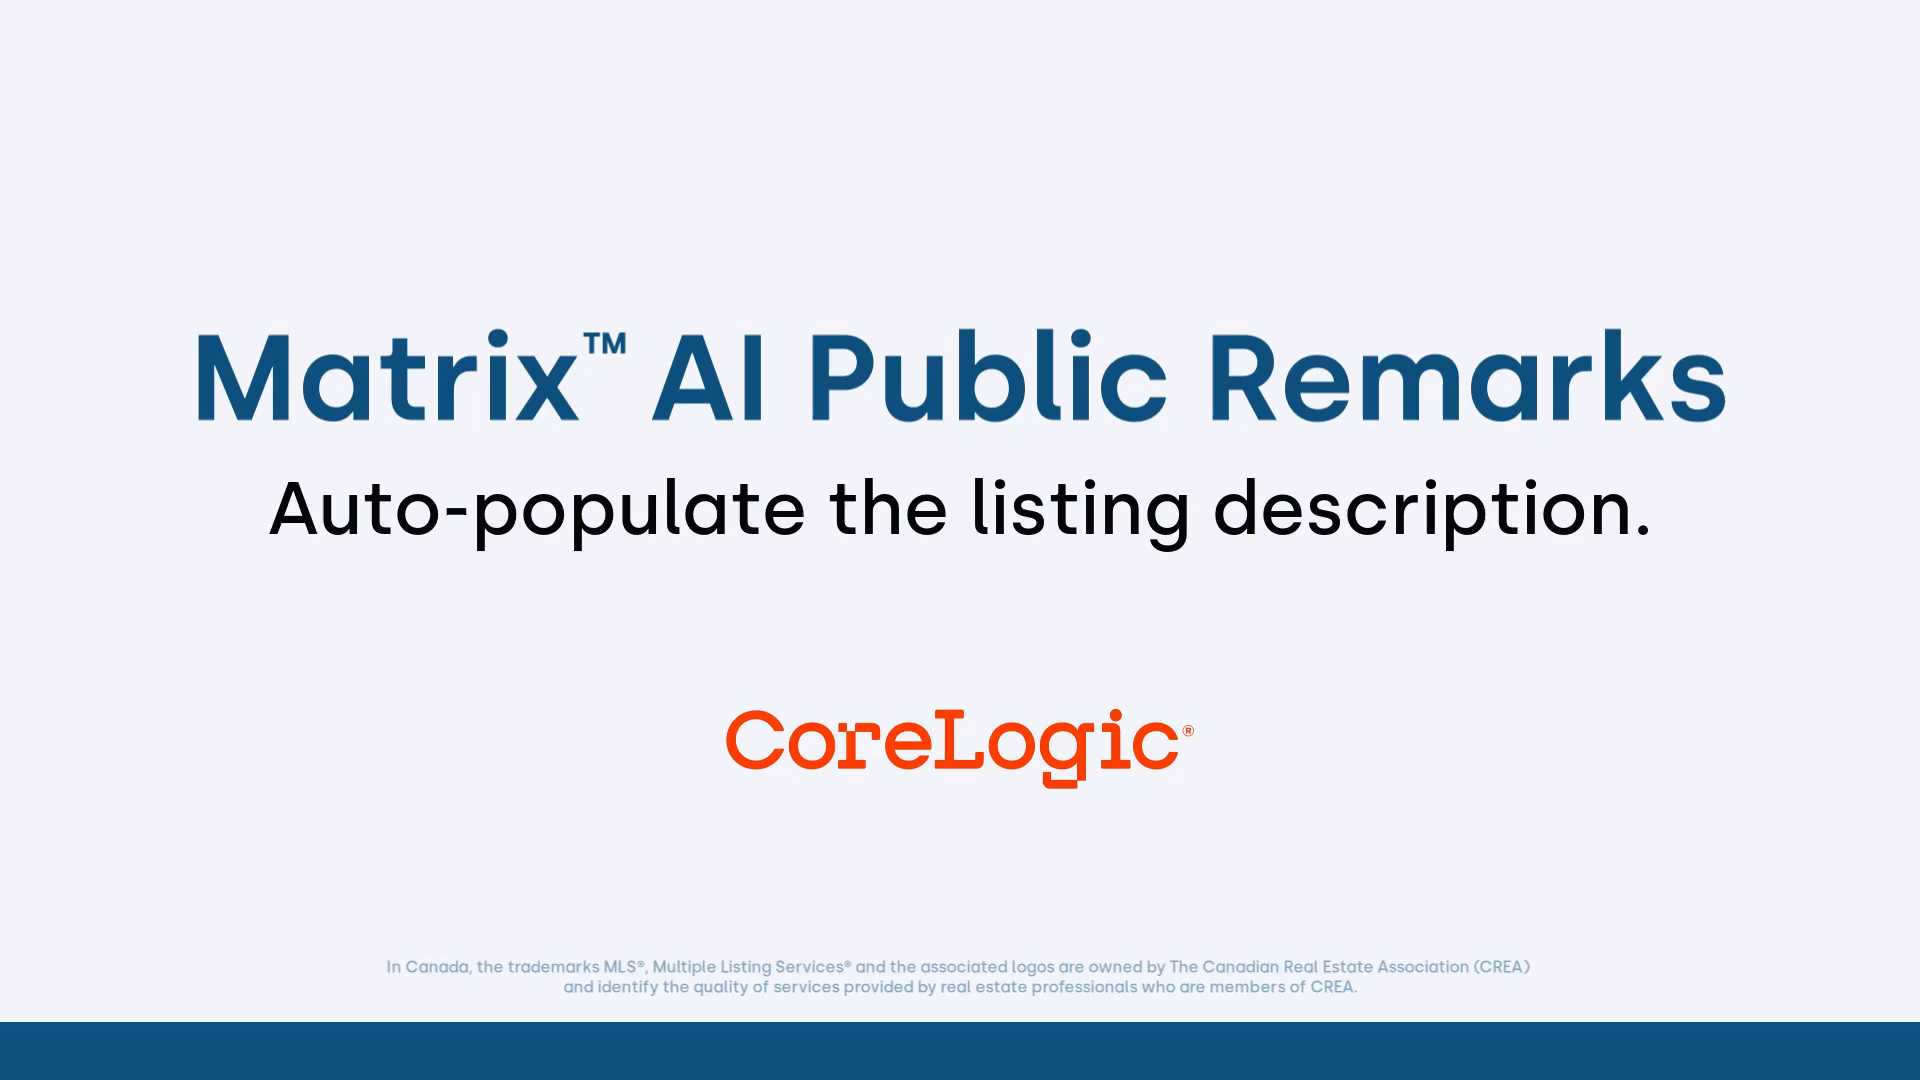 Matrix™ AI Public Remarks
Auto-populate the listing description.
CoreLogic®
In Canada, the trademarks MLS®, Multiple Listing Services® and the associated logos are owned by The Canadian Real Estate Association (CREA)
and identify the quality of services provided by real estate professionals who are members of CREA.